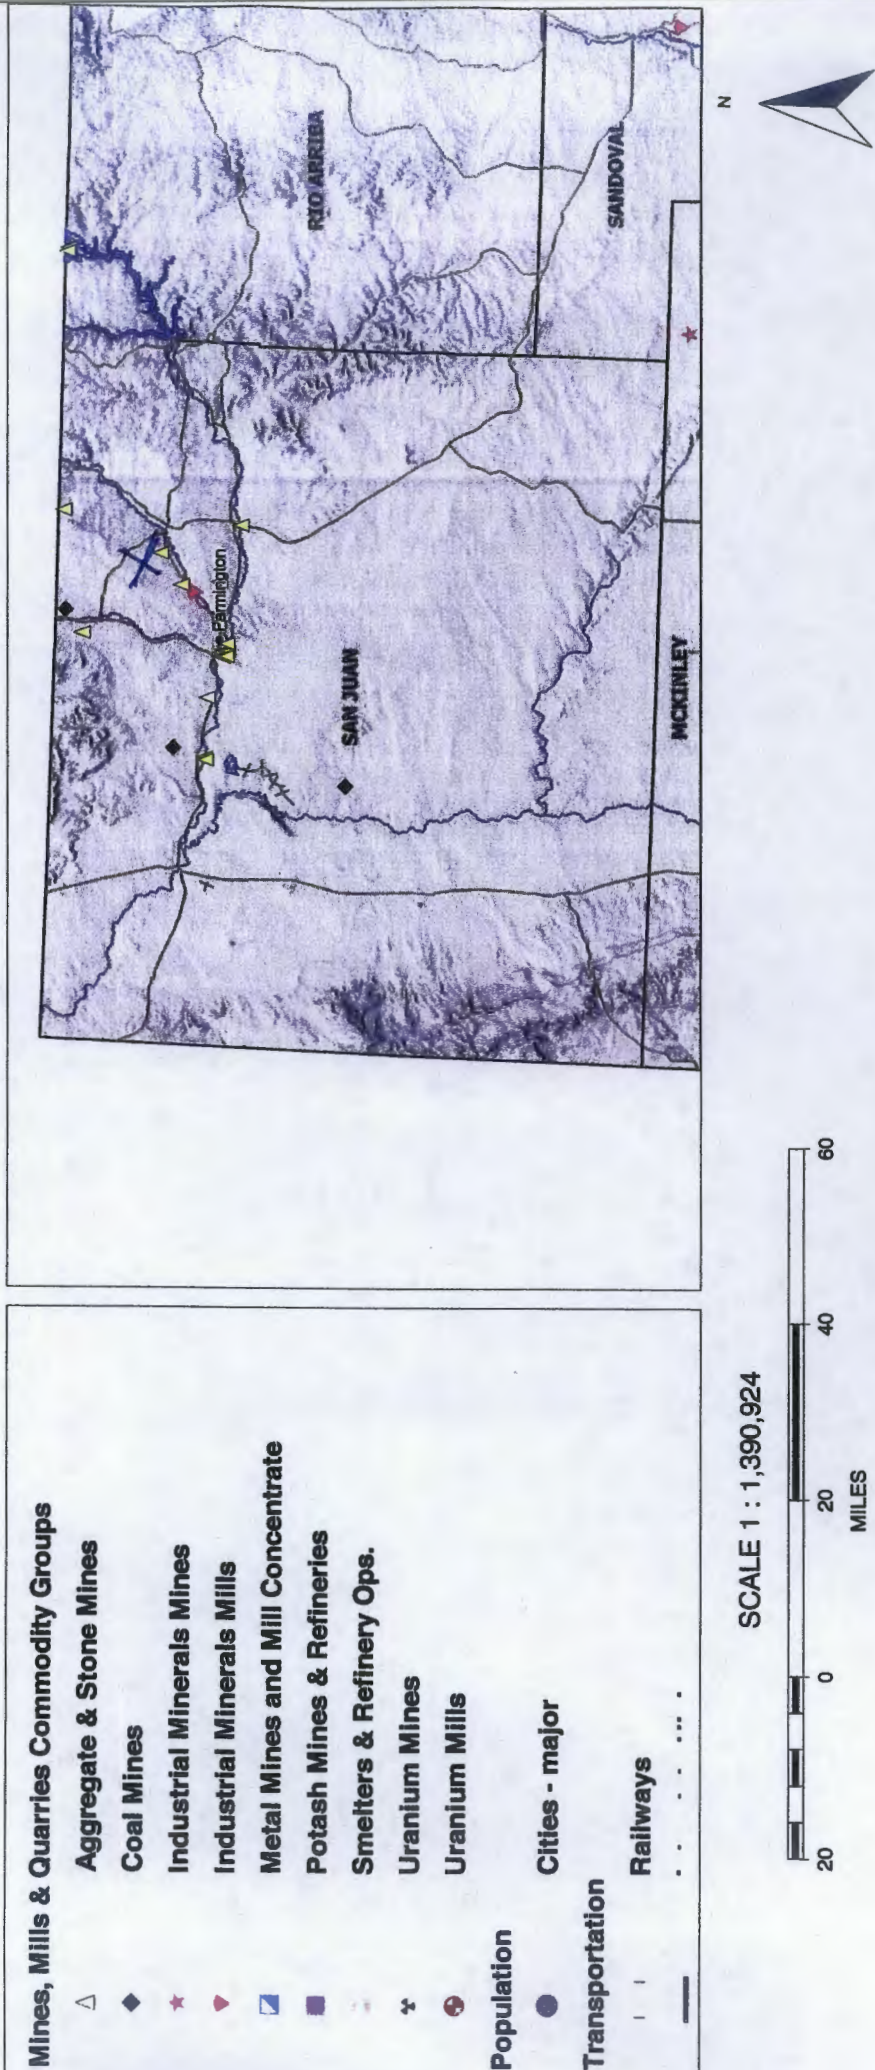 Mines, Mills & Quarries Commodity Groups
Aggregate & Stone Mines
Coal Mines
Industrial Minerals Mines
Industrial Minerals Mills
Metal Mines and Mill Concentrate
Potash Mines & Refineries
Smelters & Refinery Ops.
Uranium Mines
Uranium Mills
Population
Cities - major
Transportation
Railways
Farmington
SAN JUAN
RIO ARRIBA
SANDOVAL
MCKINLEY
N
SCALE 1 : 1,390,924
20 0 20 40 60
MILES